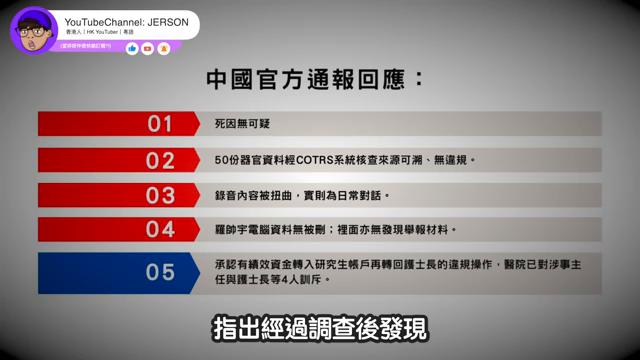 YouTubeChannel: JERSON
香港人｜HK YouTuber｜粵語
中國官方通報回應：
01 死因無可疑
02 50份器官資料經COTRS系統核查來源可溯、無違規。
03 錄音內容被扭曲，實則為日常對話。
04 羅帥宇電腦資料無被刪；裡面亦無發現舉報材料。
05 承認有績效資金轉入研究生帳戶再轉回護士長的違規操作，醫院已對涉事主
任與護士長等4人訓斥。
指出經過調查後發現